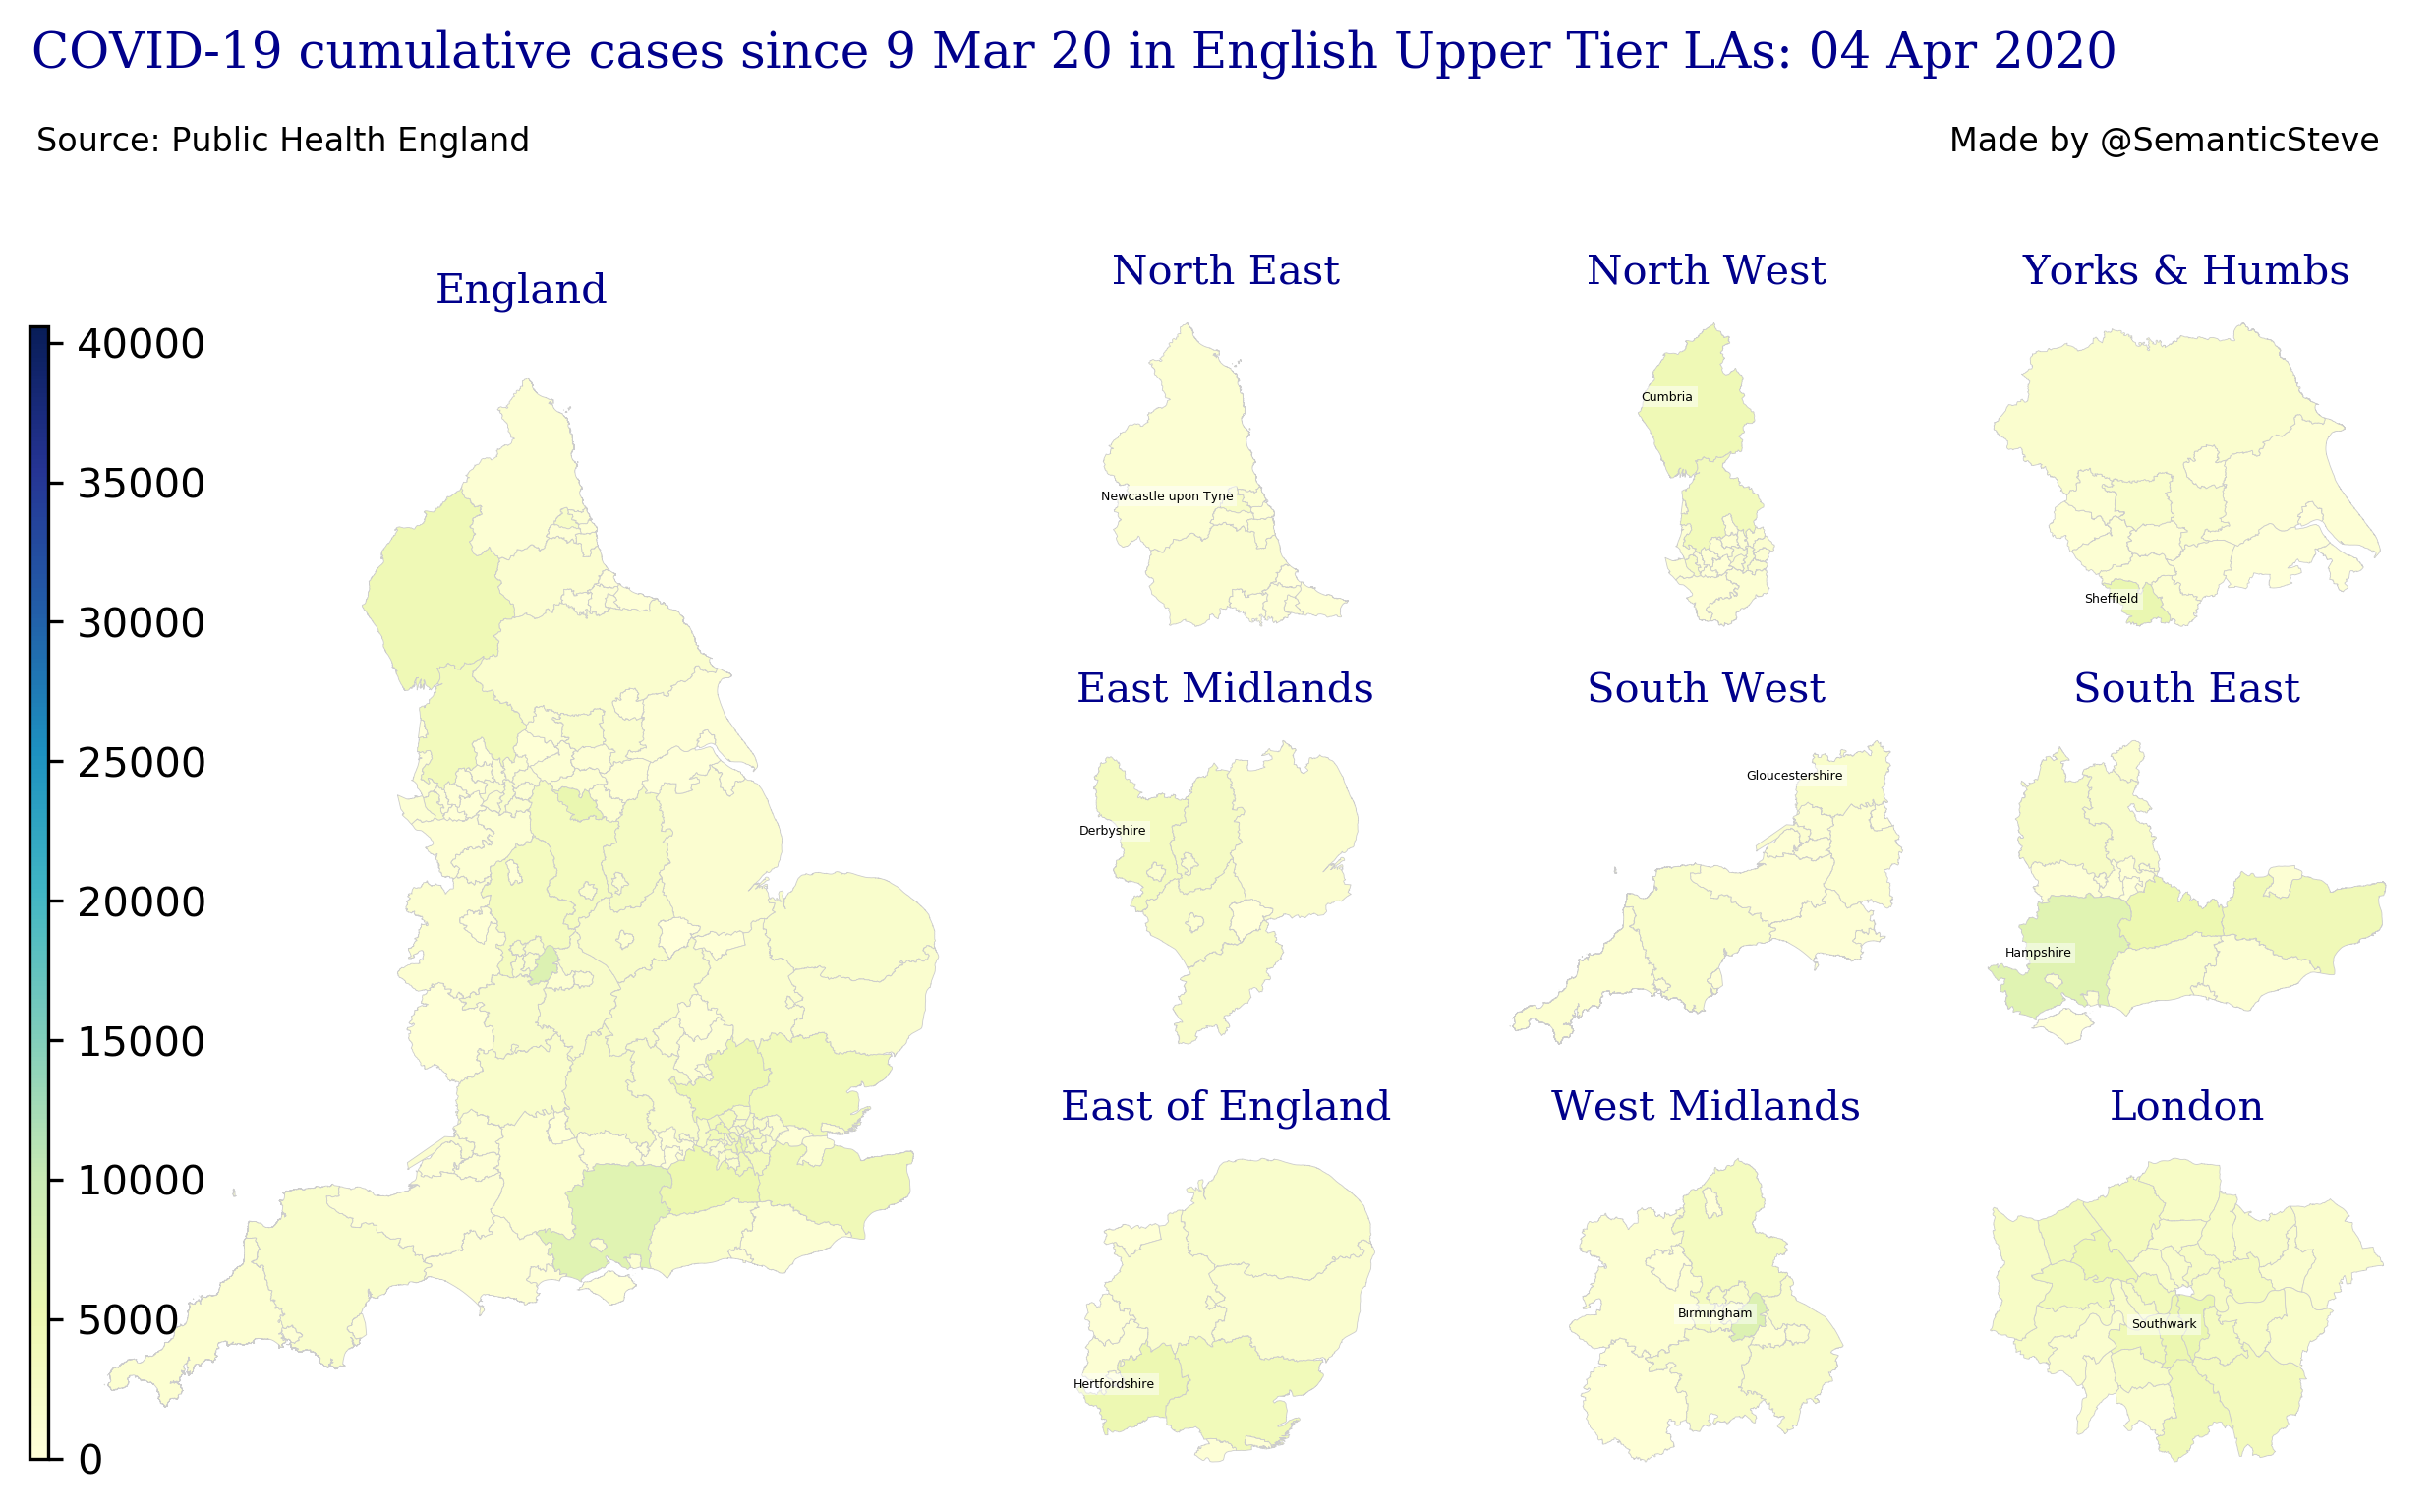 COVID-19 cumulative cases since 9 Mar 20 in English Upper Tier LAs: 04 Apr 2020
Source: Public Health England
Made by @SemanticSteve
England
40000
35000
30000
25000
20000
15000
10000
5000
0
North East
Newcastle upon Tyne
North West
Cumbria
Yorks & Humbs
Sheffield
East Midlands
Derbyshire
South West
Gloucestershire
South East
Hampshire
East of England
Hertfordshire
West Midlands
Birmingham
London
Southwark